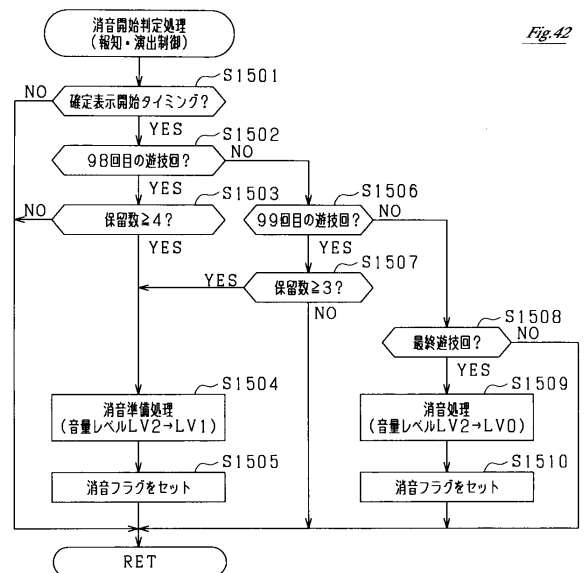 Fig.42
消音開始判定処理
(報知・演出制御)
S1501
確定表示開始タイミング?
NO
YES
S1502
98回目の遊技回?
NO
YES
S1503
保留数≧4?
NO
YES
S1506
99回目の遊技回?
NO
YES
S1507
保留数≧3?
YES
NO
S1508
最終遊技回?
NO
YES
S1504
消音準備処理
(音量レベルLV2→LV1)
S1505
消音フラグをセット
S1509
消音処理
(音量レベルLV2→LV0)
S1510
消音フラグをセット
RET